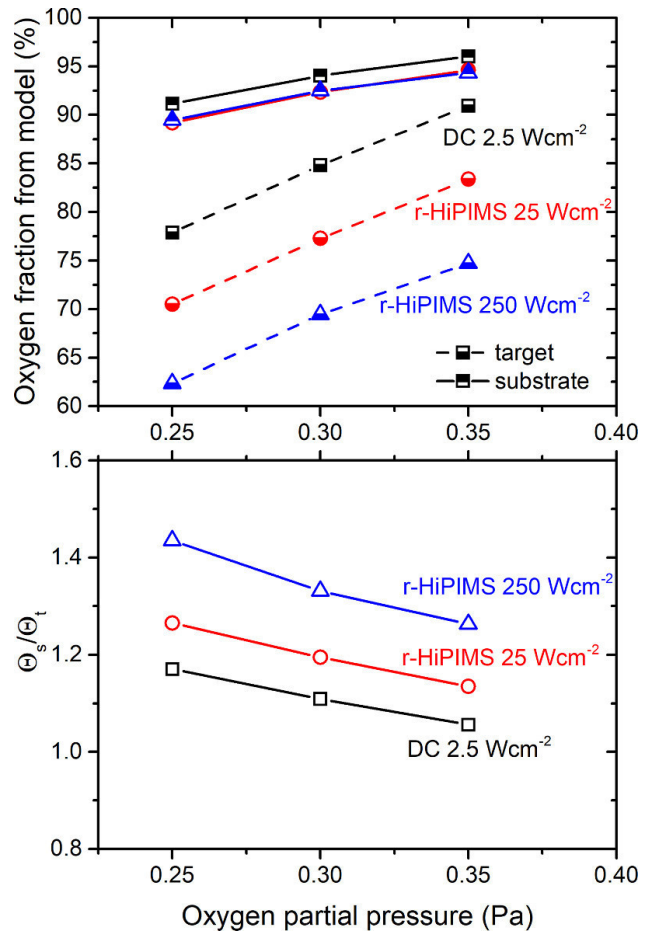 100
95
90
85
80
75
70
65
60
Oxygen fraction from model (%)
DC 2.5 Wcm⁻²
r-HiPIMS 25 Wcm⁻²
r-HiPIMS 250 Wcm⁻²
target
substrate
0.25 0.30 0.35 0.40
1.6
1.4
1.2
1.0
0.8
Θs/Θt
r-HiPIMS 250 Wcm⁻²
r-HiPIMS 25 Wcm⁻²
DC 2.5 Wcm⁻²
0.25 0.30 0.35 0.40
Oxygen partial pressure (Pa)